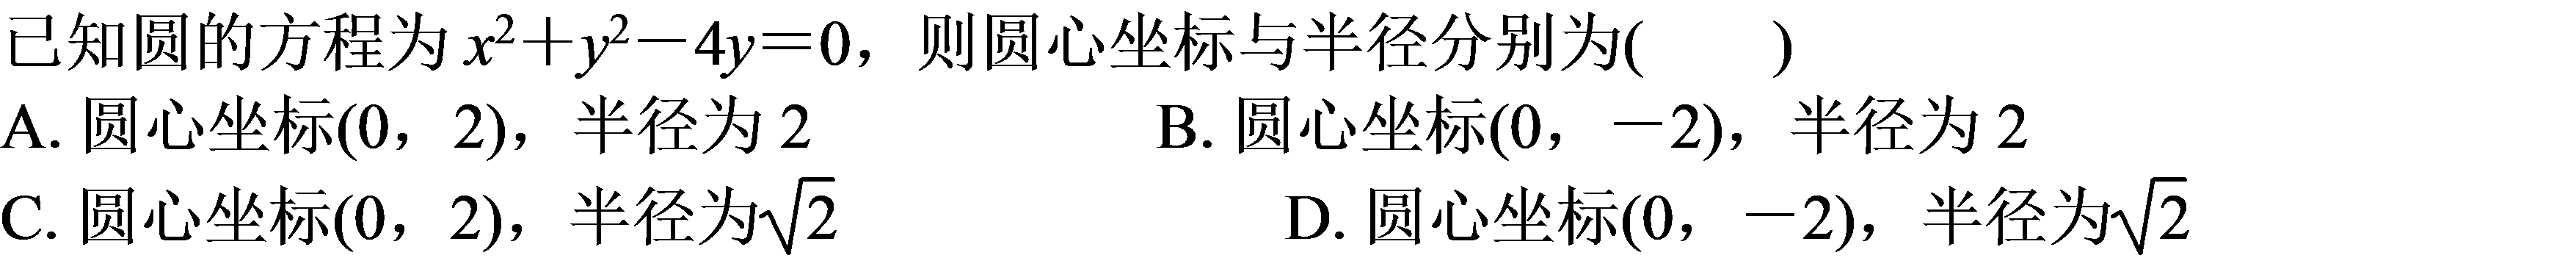 已知圆的方程为 x²+y²-4y=0，则圆心坐标与半径分别为(　　)
A. 圆心坐标(0，2)，半径为 2　　B. 圆心坐标(0，-2)，半径为 2
C. 圆心坐标(0，2)，半径为√2　　D. 圆心坐标(0，-2)，半径为√2